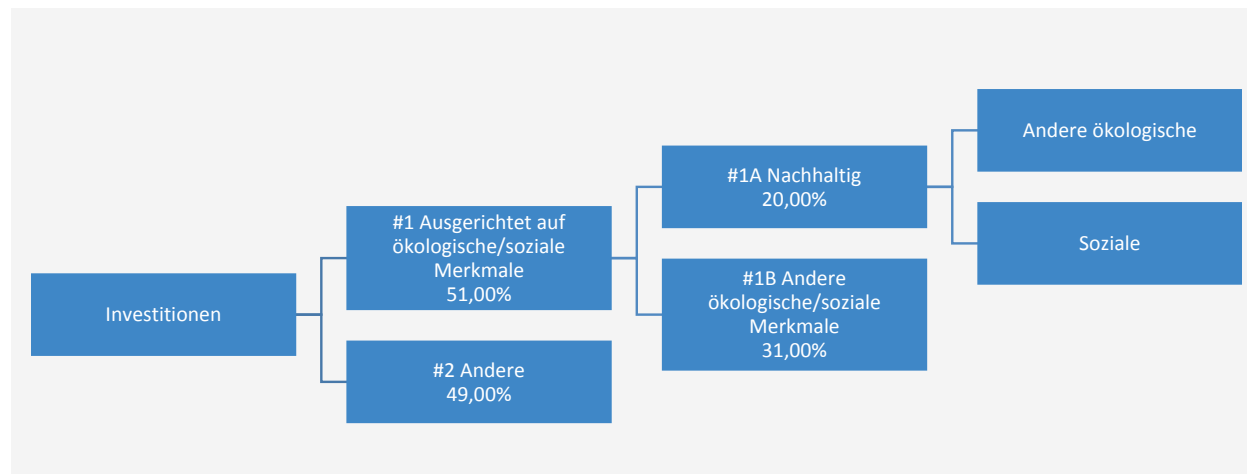 Investitionen
#1 Ausgerichtet auf
ökologische/soziale
Merkmale
51,00%
#2 Andere
49,00%
#1A Nachhaltig
20,00%
#1B Andere
ökologische/soziale
Merkmale
31,00%
Andere ökologische
Soziale